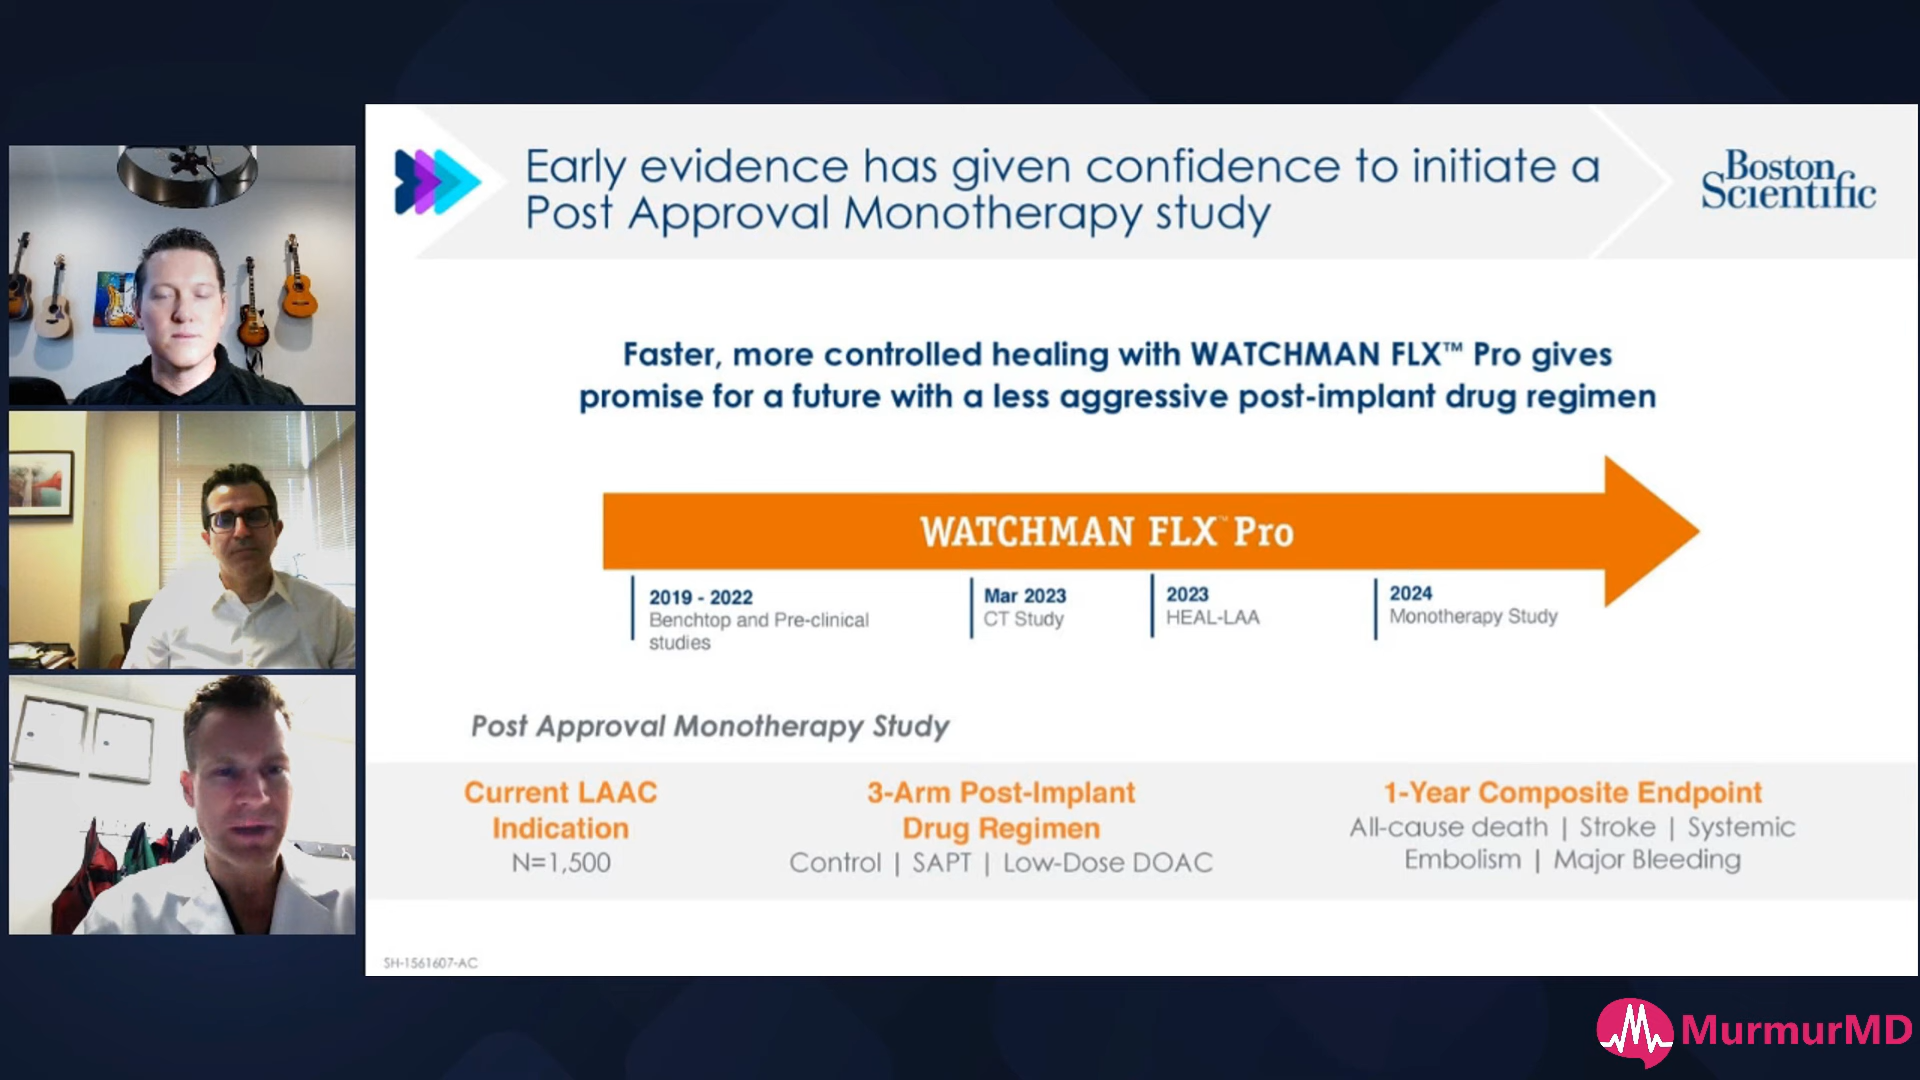 Early evidence has given confidence to initiate a
Post Approval Monotherapy study
Boston
Scientific
Faster, more controlled healing with WATCHMAN FLX™ Pro gives
promise for a future with a less aggressive post-implant drug regimen
WATCHMAN FLX™ Pro
2019 - 2022
Benchtop and Pre-clinical
studies
Mar 2023
CT Study
2023
HEAL-LAA
2024
Monotherapy Study
Post Approval Monotherapy Study
Current LAAC
Indication
N=1,500
3-Arm Post-Implant
Drug Regimen
Control | SAPT | Low-Dose DOAC
1-Year Composite Endpoint
All-cause death | Stroke | Systemic
Embolism | Major Bleeding
SH-1561607-AC
MurmurMD